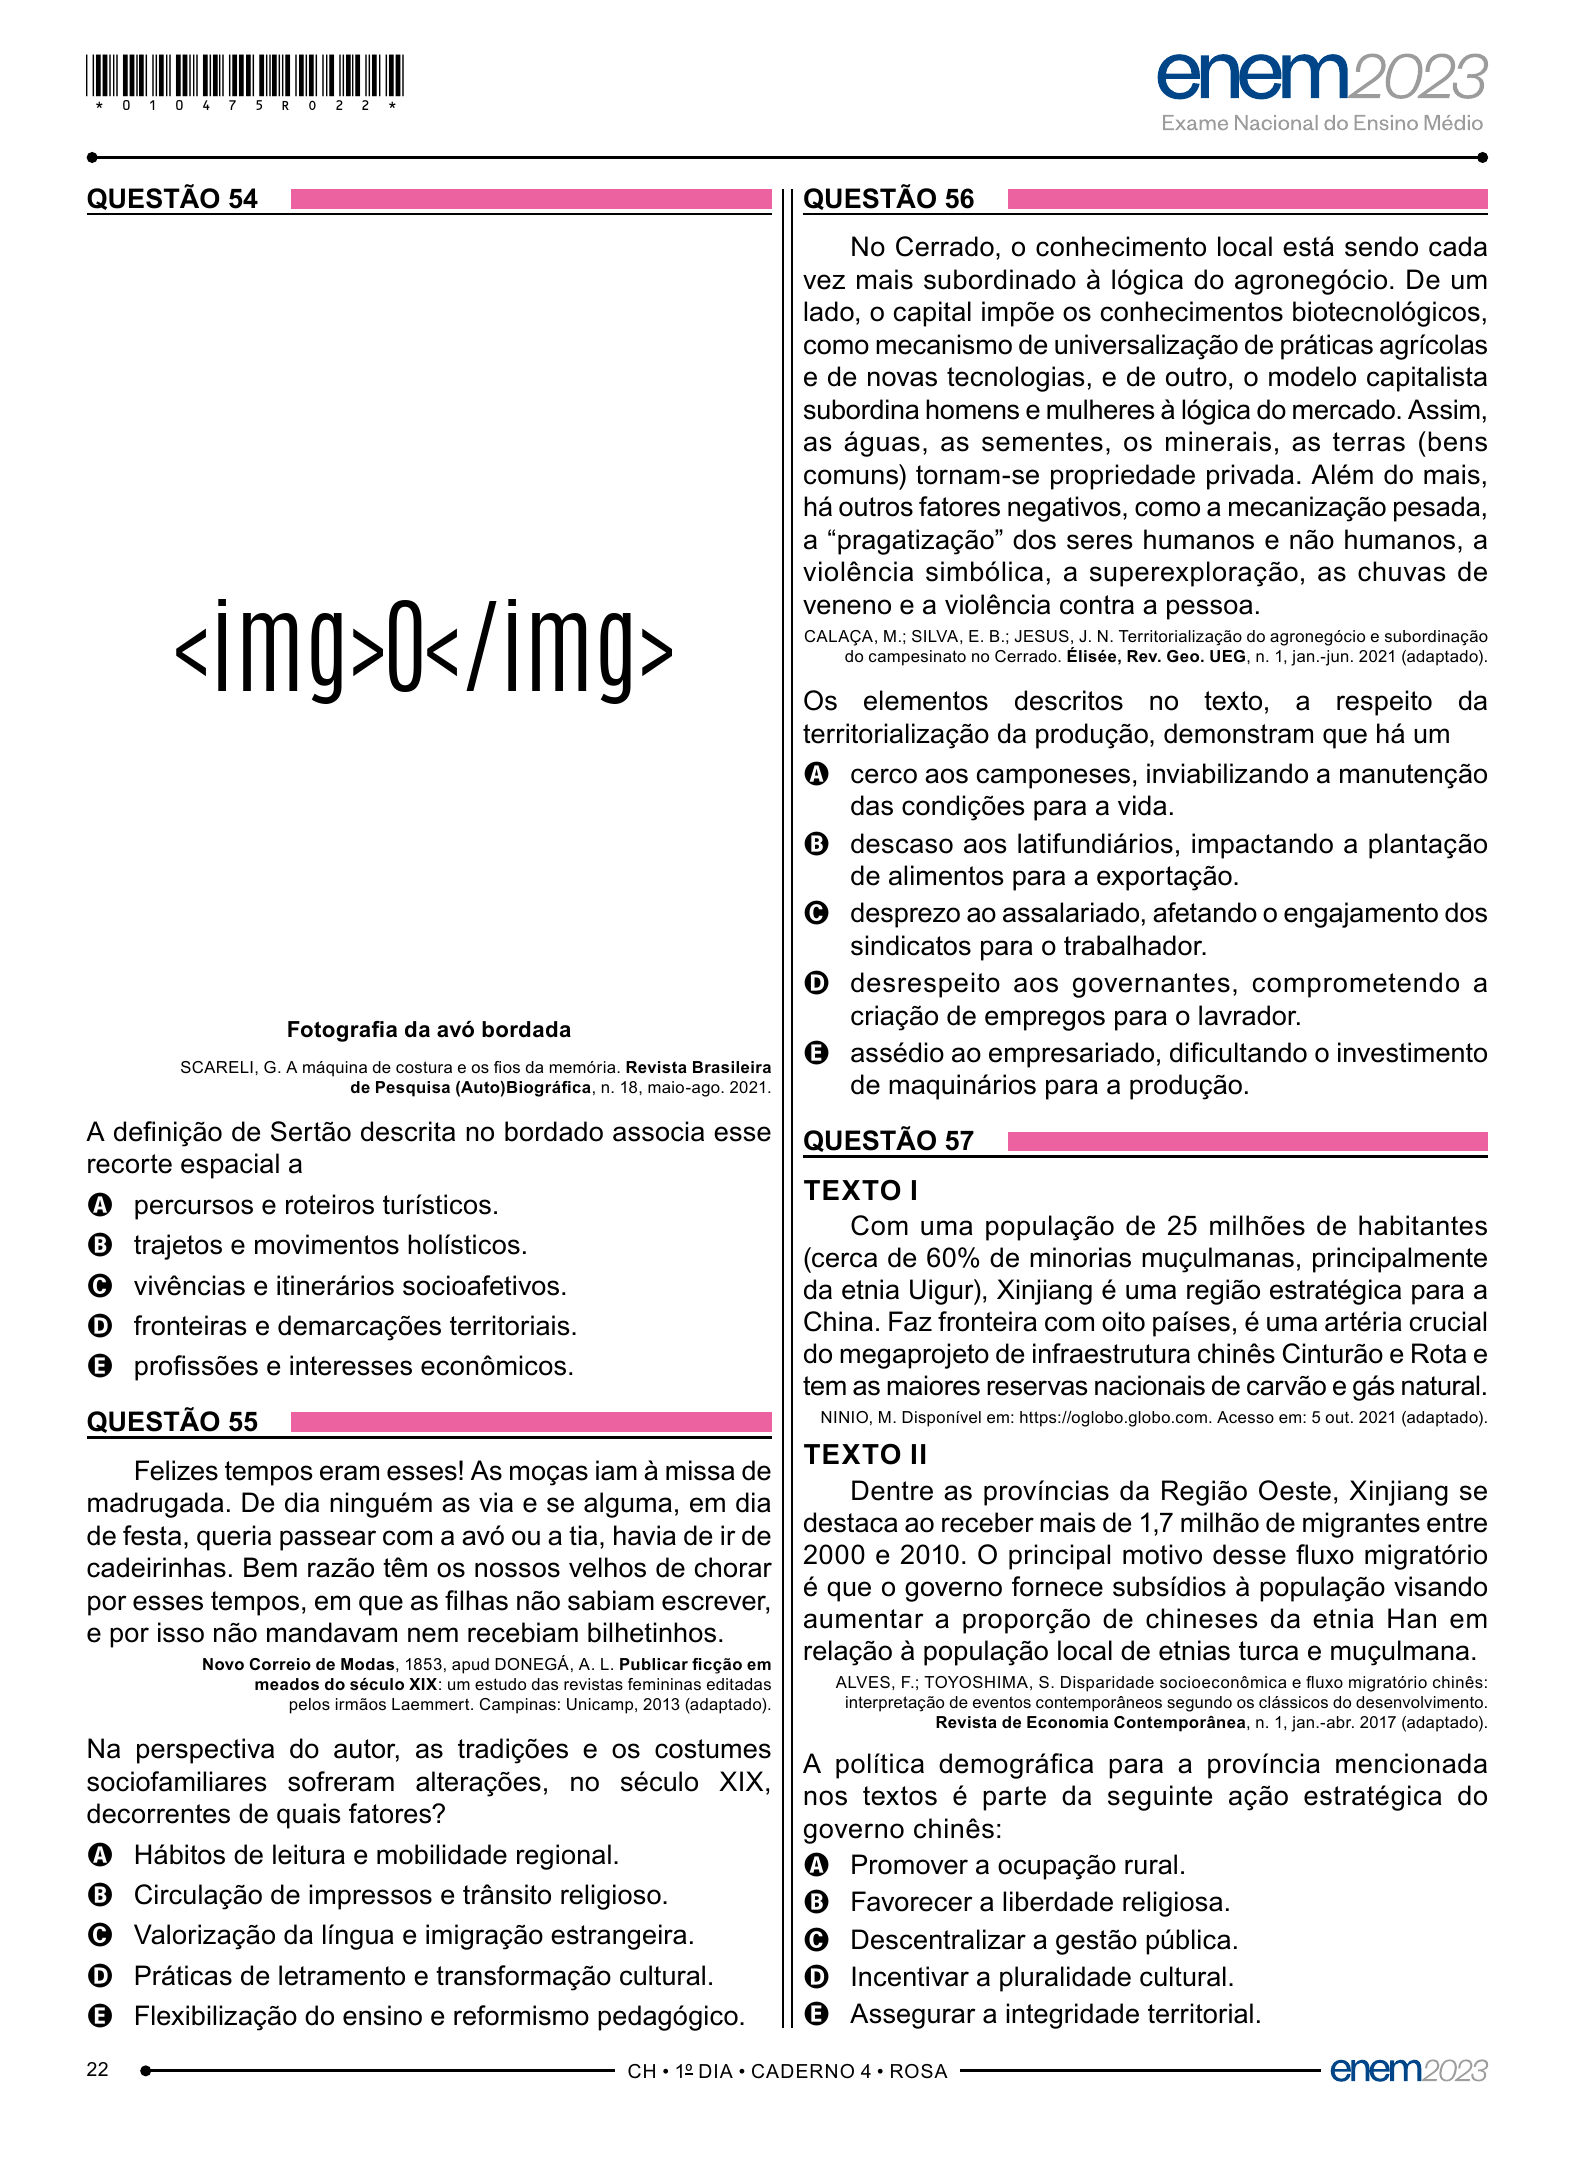 *010475R022*
enem2023
Exame Nacional do Ensino Médio
QUESTÃO 54
<img>0</img>
Fotografia da avó bordada
SCARELI, G. A máquina de costura e os fios da memória. Revista Brasileira
de Pesquisa (Auto)Biográfica, n. 18, maio-ago. 2021.
A definição de Sertão descrita no bordado associa esse
recorte espacial a
A percursos e roteiros turísticos.
B trajetos e movimentos holísticos.
C vivências e itinerários socioafetivos.
D fronteiras e demarcações territoriais.
E profissões e interesses econômicos.
QUESTÃO 55
Felizes tempos eram esses! As moças iam à missa de
madrugada. De dia ninguém as via e se alguma, em dia
de festa, queria passear com a avó ou a tia, havia de ir de
cadeirinhas. Bem razão têm os nossos velhos de chorar
por esses tempos, em que as filhas não sabiam escrever,
e por isso não mandavam nem recebiam bilhetinhos.
Novo Correio de Modas, 1853, apud DONEGÁ, A. L. Publicar ficção em
meados do século XIX: um estudo das revistas femininas editadas
pelos irmãos Laemmert. Campinas: Unicamp, 2013 (adaptado).
Na perspectiva do autor, as tradições e os costumes
sociofamiliares sofreram alterações, no século XIX,
decorrentes de quais fatores?
A Hábitos de leitura e mobilidade regional.
B Circulação de impressos e trânsito religioso.
C Valorização da língua e imigração estrangeira.
D Práticas de letramento e transformação cultural.
E Flexibilização do ensino e reformismo pedagógico.
QUESTÃO 56
No Cerrado, o conhecimento local está sendo cada
vez mais subordinado à lógica do agronegócio. De um
lado, o capital impõe os conhecimentos biotecnológicos,
como mecanismo de universalização de práticas agrícolas
e de novas tecnologias, e de outro, o modelo capitalista
subordina homens e mulheres à lógica do mercado. Assim,
as águas, as sementes, os minerais, as terras (bens
comuns) tornam-se propriedade privada. Além do mais,
há outros fatores negativos, como a mecanização pesada,
a “pragatização” dos seres humanos e não humanos, a
violência simbólica, a superexploração, as chuvas de
veneno e a violência contra a pessoa.
CALAÇA, M.; SILVA, E. B.; JESUS, J. N. Territorialização do agronegócio e subordinação
do campesinato no Cerrado. Élisée, Rev. Geo. UEG, n. 1, jan.-jun. 2021 (adaptado).
Os elementos descritos no texto, a respeito da
territorialização da produção, demonstram que há um
A cerco aos camponeses, inviabilizando a manutenção
das condições para a vida.
B descaso aos latifundiários, impactando a plantação
de alimentos para a exportação.
C desprezo ao assalariado, afetando o engajamento dos
sindicatos para o trabalhador.
D desrespeito aos governantes, comprometendo a
criação de empregos para o lavrador.
E assédio ao empresariado, dificultando o investimento
de maquinários para a produção.
QUESTÃO 57
TEXTO I
Com uma população de 25 milhões de habitantes
(cerca de 60% de minorias muçulmanas, principalmente
da etnia Uigur), Xinjiang é uma região estratégica para a
China. Faz fronteira com oito países, é uma artéria crucial
do megaprojeto de infraestrutura chinês Cinturão e Rota e
tem as maiores reservas nacionais de carvão e gás natural.
NINIO, M. Disponível em: https://oglobo.globo.com. Acesso em: 5 out. 2021 (adaptado).
TEXTO II
Dentre as províncias da Região Oeste, Xinjiang se
destaca ao receber mais de 1,7 milhão de migrantes entre
2000 e 2010. O principal motivo desse fluxo migratório
é que o governo fornece subsídios à população visando
aumentar a proporção de chineses da etnia Han em
relação à população local de etnias turca e muçulmana.
ALVES, F.; TOYOSHIMA, S. Disparidade socioeconômica e fluxo migratório chinês:
interpretação de eventos contemporâneos segundo os clássicos do desenvolvimento.
Revista de Economia Contemporânea, n. 1, jan.-abr. 2017 (adaptado).
A política demográfica para a província mencionada
nos textos é parte da seguinte ação estratégica do
governo chinês:
A Promover a ocupação rural.
B Favorecer a liberdade religiosa.
C Descentralizar a gestão pública.
D Incentivar a pluralidade cultural.
E Assegurar a integridade territorial.
22
CH • 1º DIA • CADERNO 4 • ROSA
enem2023